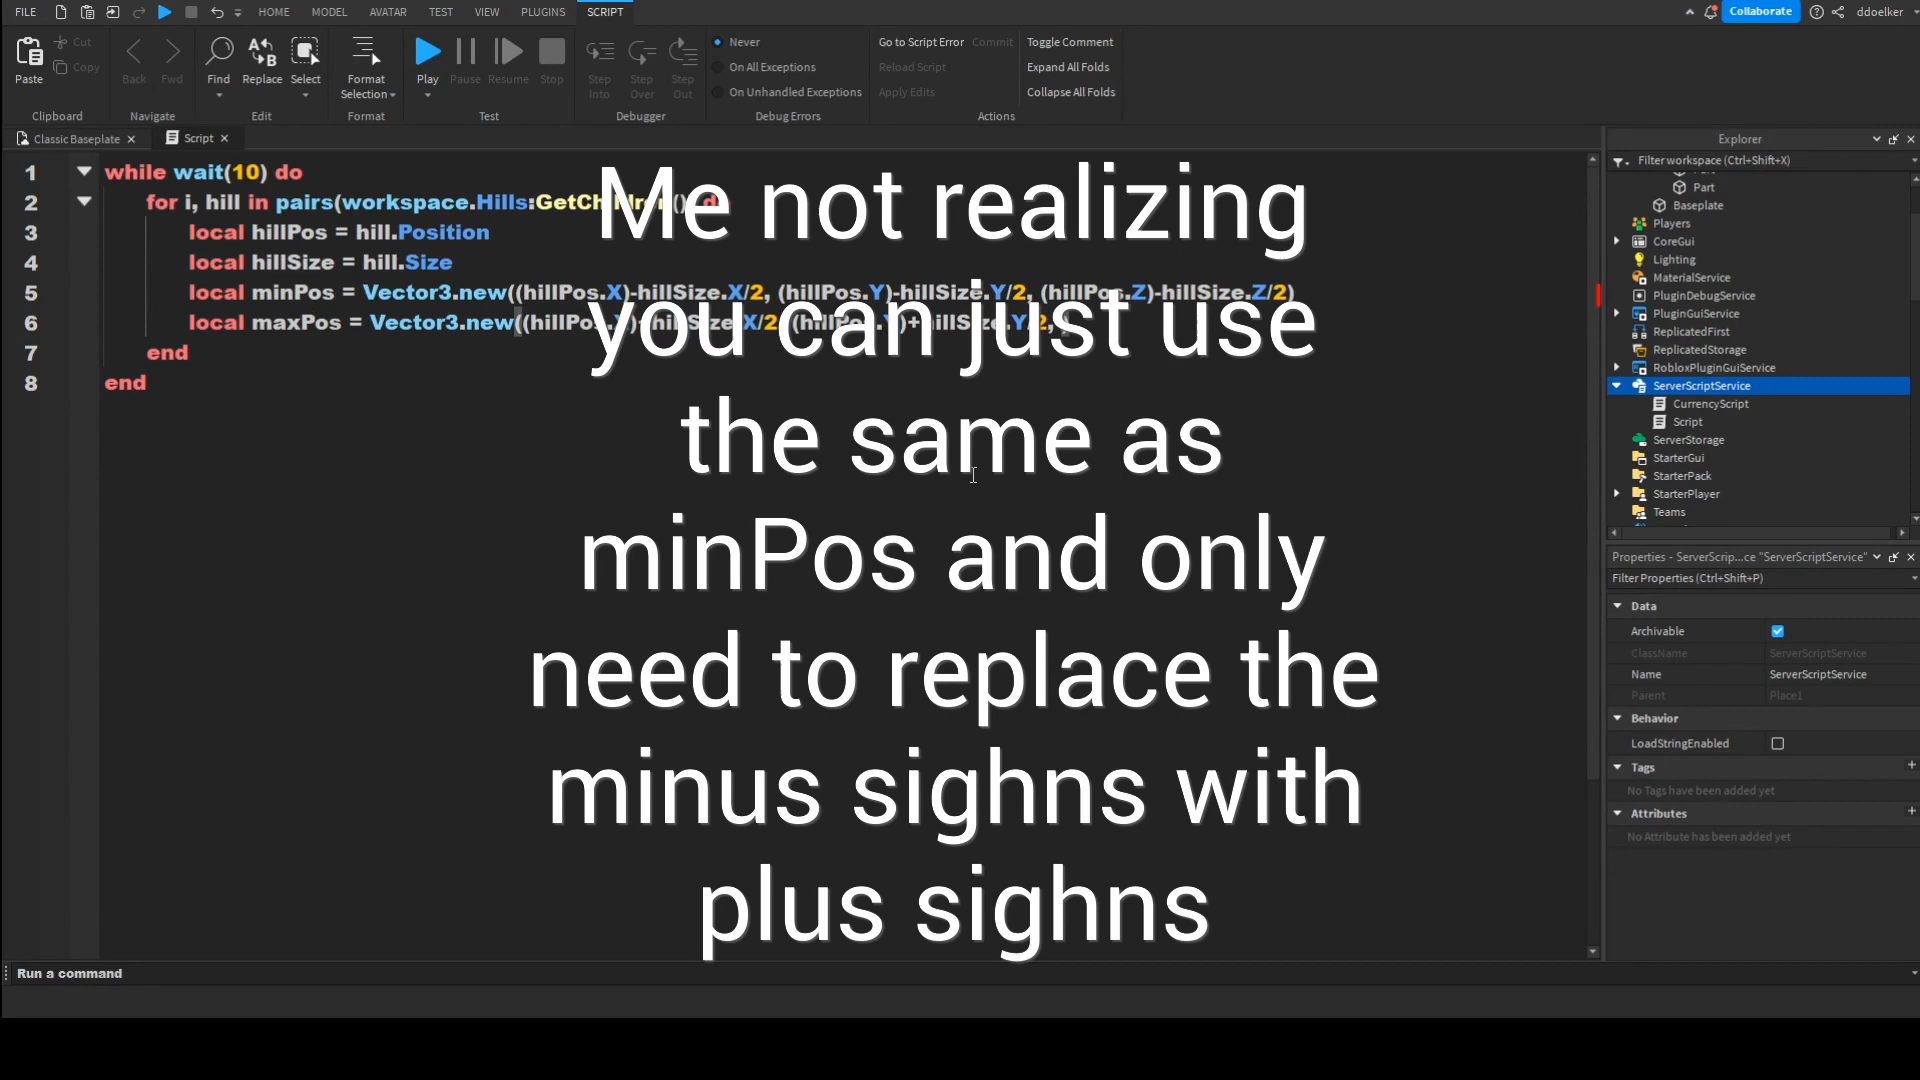 FILE HOME MODEL AVATAR TEST VIEW PLUGINS SCRIPT Collaborate ddoelker
Paste Cut Copy Back Fwd Find Replace Select Format Selection Play Pause Resume Stop Step Into Step Over Step Out
Never
On All Exceptions
On Unhandled Exceptions
Go to Script Error Commit
Reload Script
Apply Edits
Toggle Comment
Expand All Folds
Collapse All Folds
Clipboard Navigate Edit Format Test Debugger Debug Errors Actions
Classic Baseplate Script
1 while wait(10) do
2 for i, hill in pairs(workspace.Hills:
3 local hillPos = hill.Position
4 local hillSize = hill.Size
5 local minPos = Vector3.new((hillPos.X)-hillSize.X/2, (hillPos.Y)-hillSize.Y/2, (hillPos.Z)-hillSize.Z/2)
6 local maxPos = Vector3.new((hillPos.
7 end
8 end
Me not realizing
you can just use
the same as
minPos and only
need to replace the
minus sighns with
plus sighns
Explorer
Filter workspace (Ctrl+Shift+X)
Part
Baseplate
Players
CoreGui
Lighting
MaterialService
PluginDebugService
PluginGuiService
ReplicatedFirst
ReplicatedStorage
RobloxPluginGuiService
ServerScriptService
CurrencyScript
Script
ServerStorage
StarterGui
StarterPack
StarterPlayer
Teams
Properties - ServerScrip...ce "ServerScriptService"
Filter Properties (Ctrl+Shift+P)
Data
Archivable
ClassName ServerScriptService
Name ServerScriptService
Parent Place1
Behavior
LoadStringEnabled
Tags
No Tags have been added yet
Attributes
No Attribute has been added yet
Run a command